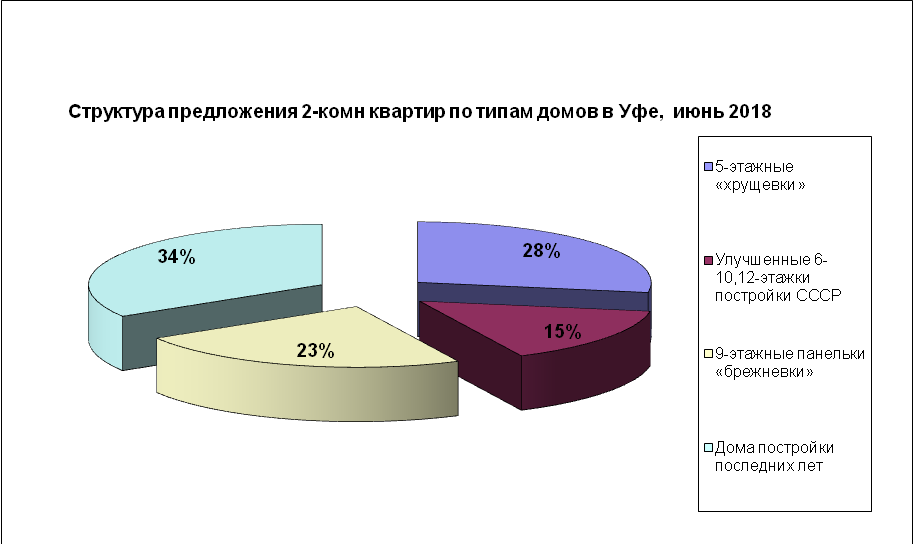 Структура предложения 2-комн квартир по типам домов в Уфе, июнь 2018
5-этажные
«хрущевки»
34%
28%
Улучшенные 6-
10,12-этажки
постройки СССР
15%
23%
9-этажные панельки
«брежневки»
Дома постройки
последних лет